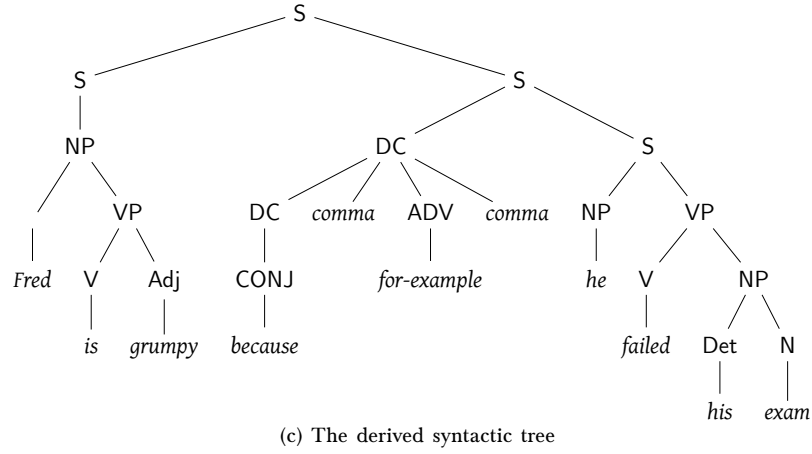 S
S S
NP DC S
VP DC comma ADV comma NP VP
Fred V Adj CONJ for-example he V NP
is grumpy because failed Det N
his exam
(c) The derived syntactic tree